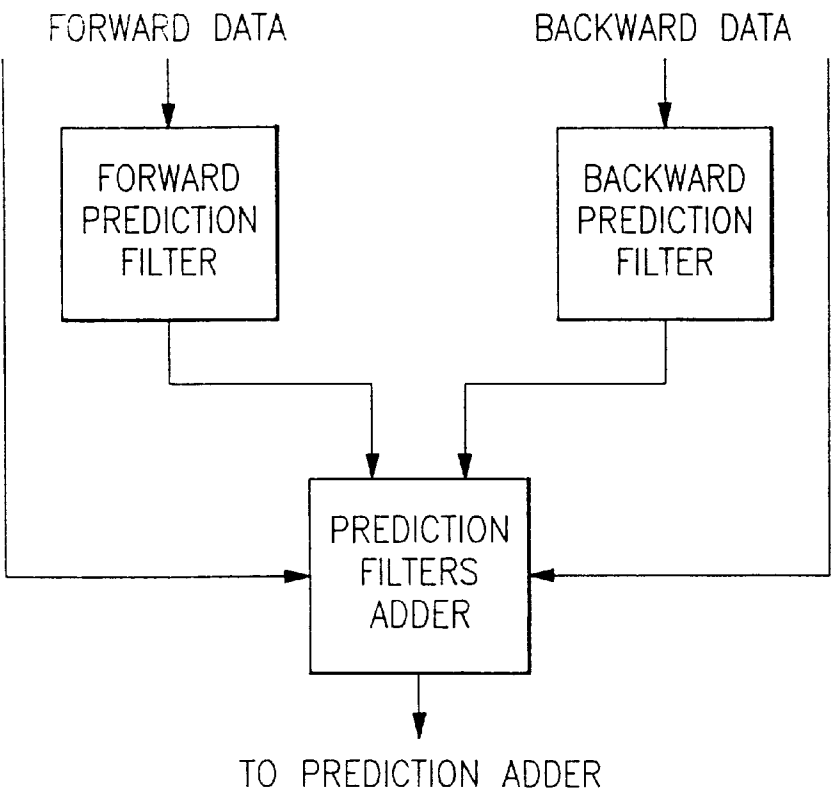 FORWARD DATA
BACKWARD DATA
FORWARD
PREDICTION
FILTER
BACKWARD
PREDICTION
FILTER
PREDICTION
FILTERS
ADDER
TO PREDICTION ADDER